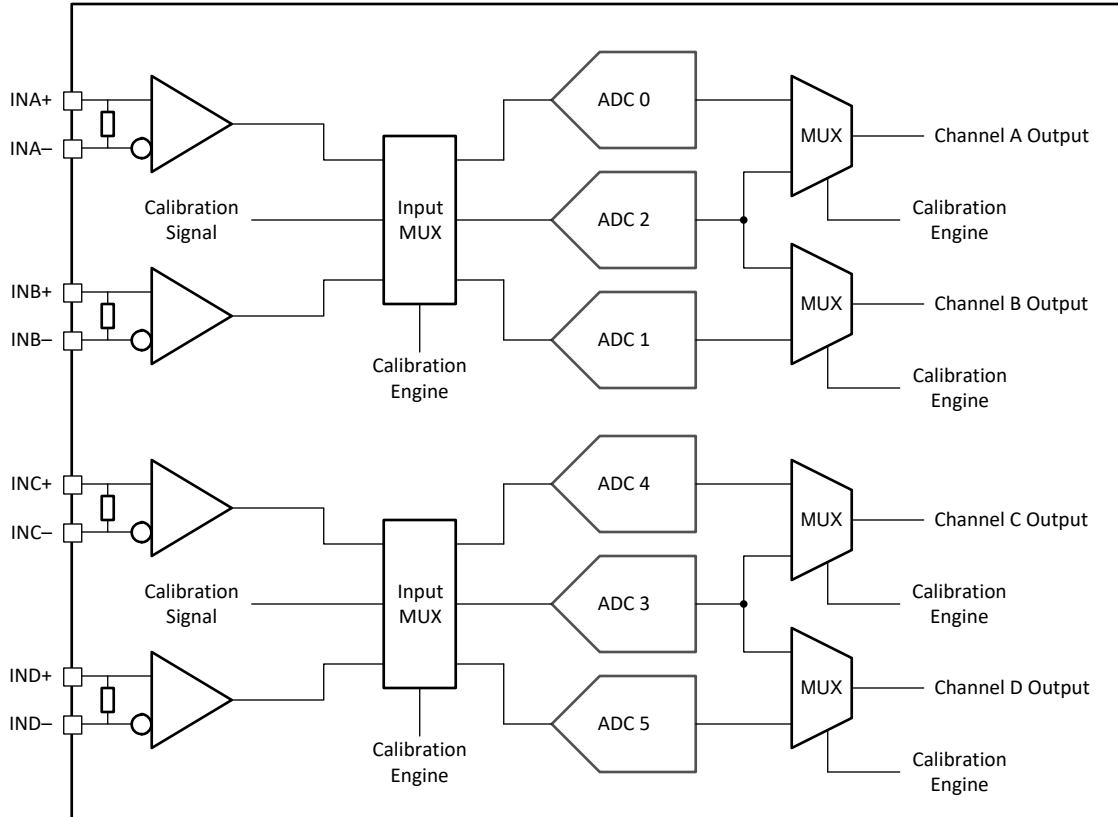 INA+
INA–
Calibration
Signal
INB+
INB–
Input
MUX
Calibration
Engine
ADC 0
ADC 2
ADC 1
MUX
Channel A Output
Calibration
Engine
MUX
Channel B Output
Calibration
Engine
INC+
INC–
Calibration
Signal
IND+
IND–
Input
MUX
Calibration
Engine
ADC 4
ADC 3
ADC 5
MUX
Channel C Output
Calibration
Engine
MUX
Channel D Output
Calibration
Engine